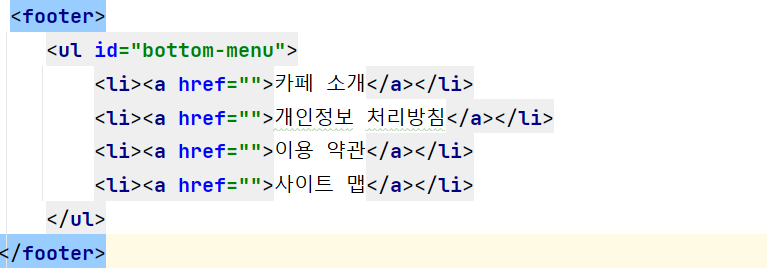 <footer>
<ul id="bottom-menu">
<li><a href="">카페 소개</a></li>
<li><a href="">개인정보 처리방침</a></li>
<li><a href="">이용 약관</a></li>
<li><a href="">사이트 맵</a></li>
</ul>
</footer>